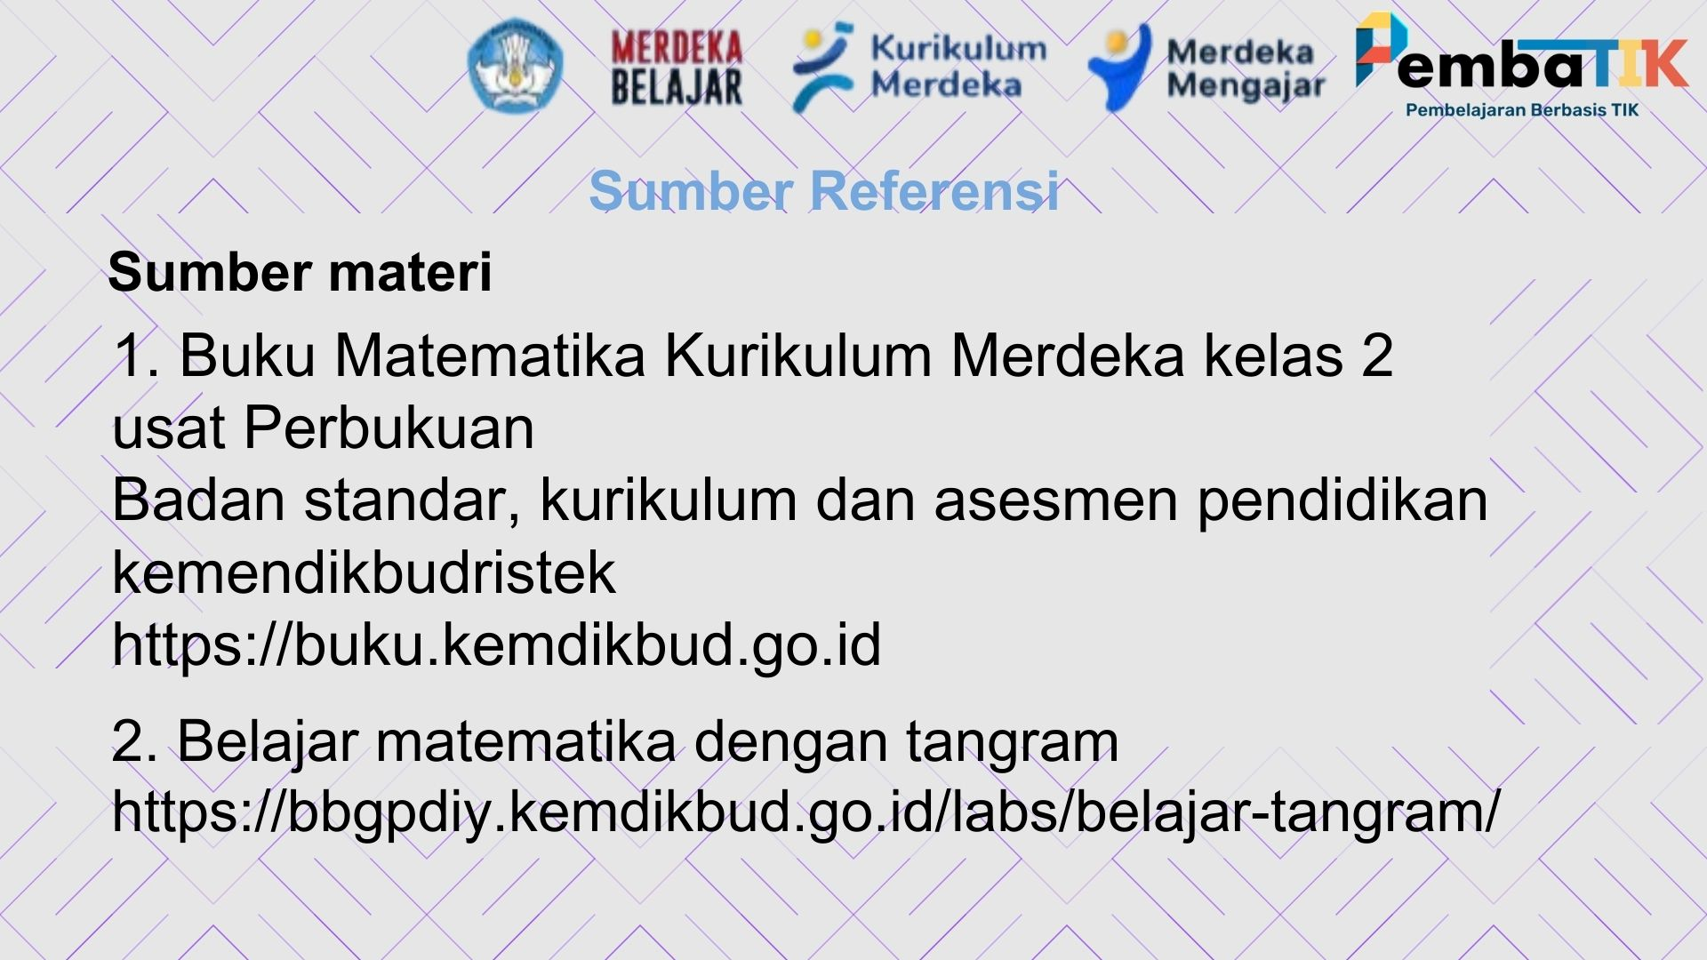 MERDEKA
BELAJAR
Kurikulum
Merdeka
Merdeka
Mengajar
PembaTIK
Pembelajaran Berbasis TIK
Sumber Referensi
Sumber materi
1. Buku Matematika Kurikulum Merdeka kelas 2
usat Perbukuan
Badan standar, kurikulum dan asesmen pendidikan
kemendikbudristek
https://buku.kemdikbud.go.id
2. Belajar matematika dengan tangram
https://bbgpdiy.kemdikbud.go.id/labs/belajar-tangram/